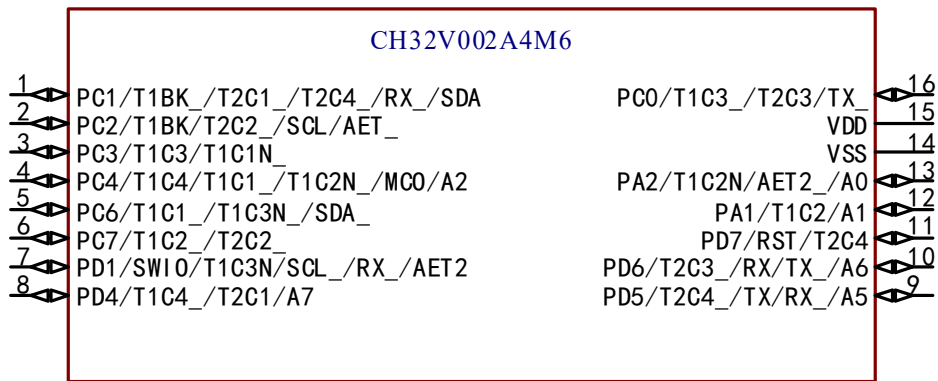 CH32V002A4M6
1 PC1/T1BK_/T2C1_/T2C4_/RX_/SDA
2 PC2/T1BK/T2C2_/SCL/AET_
3 PC3/T1C3/T1C1N_
4 PC4/T1C4/T1C1_/T1C2N_/MCO/A2
5 PC6/T1C1_/T1C3N_/SDA_
6 PC7/T1C2_/T2C2_
7 PD1/SWIO/T1C3N/SCL_/RX_/AET2
8 PD4/T1C4_/T2C1/A7
PC0/T1C3_/T2C3/TX_ 16
VDD 15
VSS 14
PA2/T1C2N/AET2_/A0 13
PA1/T1C2/A1 12
PD7/RST/T2C4 11
PD6/T2C3_/RX/TX_/A6 10
PD5/T2C4_/TX/RX_/A5 9